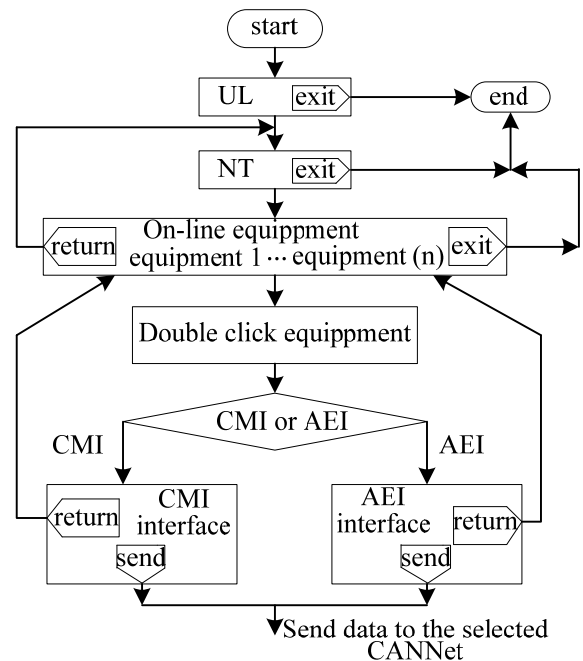 start
UL
exit
end
NT
exit
return
On-line equippment
exit
equipment 1 ··· equipment (n)
Double click equippment
CMI or AEI
CMI
AEI
return
CMI
interface
send
AEI
interface
return
send
Send data to the selected
CANNet